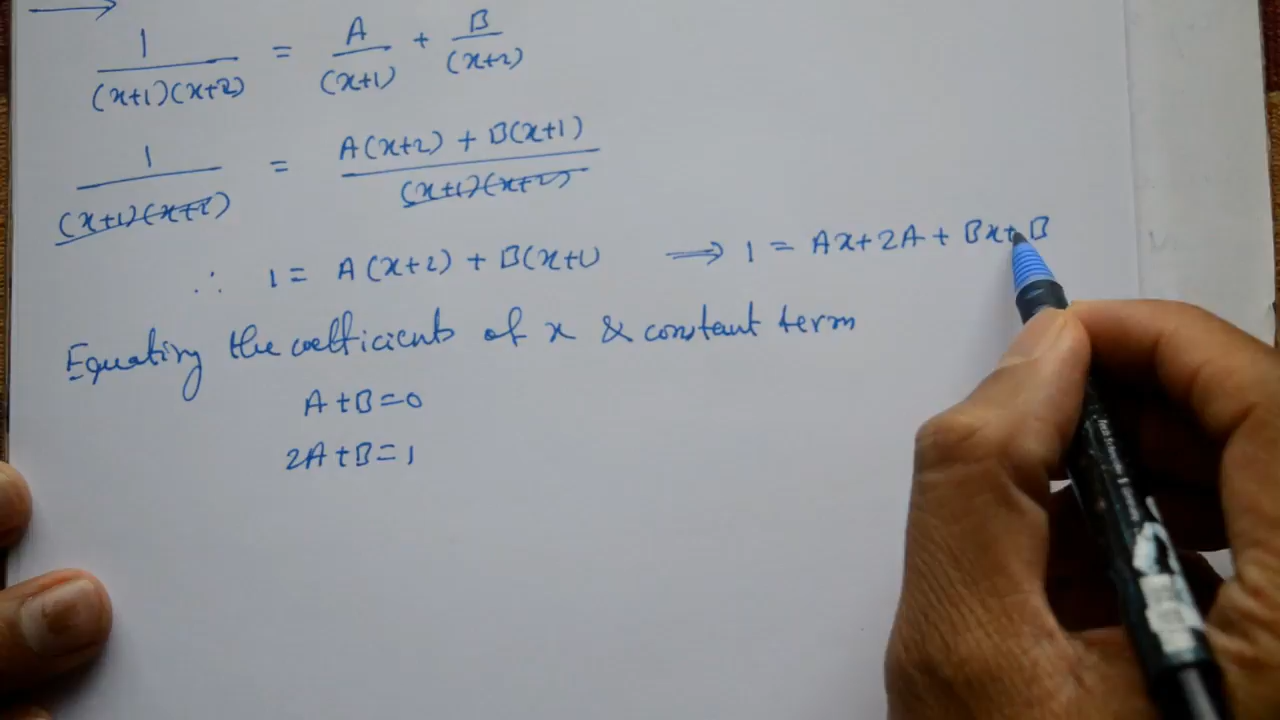 1/((x+1)(x+2)) = A/(x+1) + B/(x+2)
1/((x+1)(x+2)) = (A(x+2) + B(x+1))/((x+1)(x+2))
∴ 1 = A(x+2) + B(x+1) ⟹ 1 = Ax+2A + Bx+B
Equating the coefficients of x & constant term
A+B=0
2A+B=1